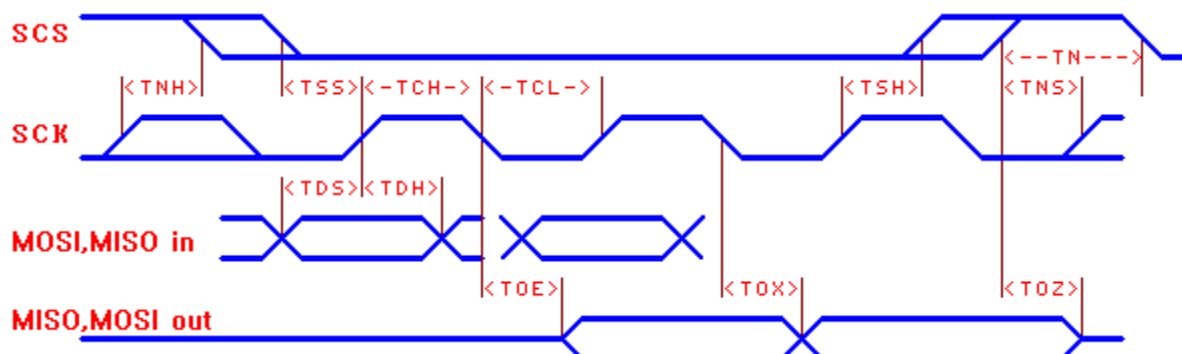 SCS
<--TN--->
<TNH> <TSS> <-TCH-> <-TCL-> <TSH> <TNS>
SCK
<TDS> <TDH>
MOSI,MISO in
<TOE> <TOX> <TOZ>
MISO,MOSI out